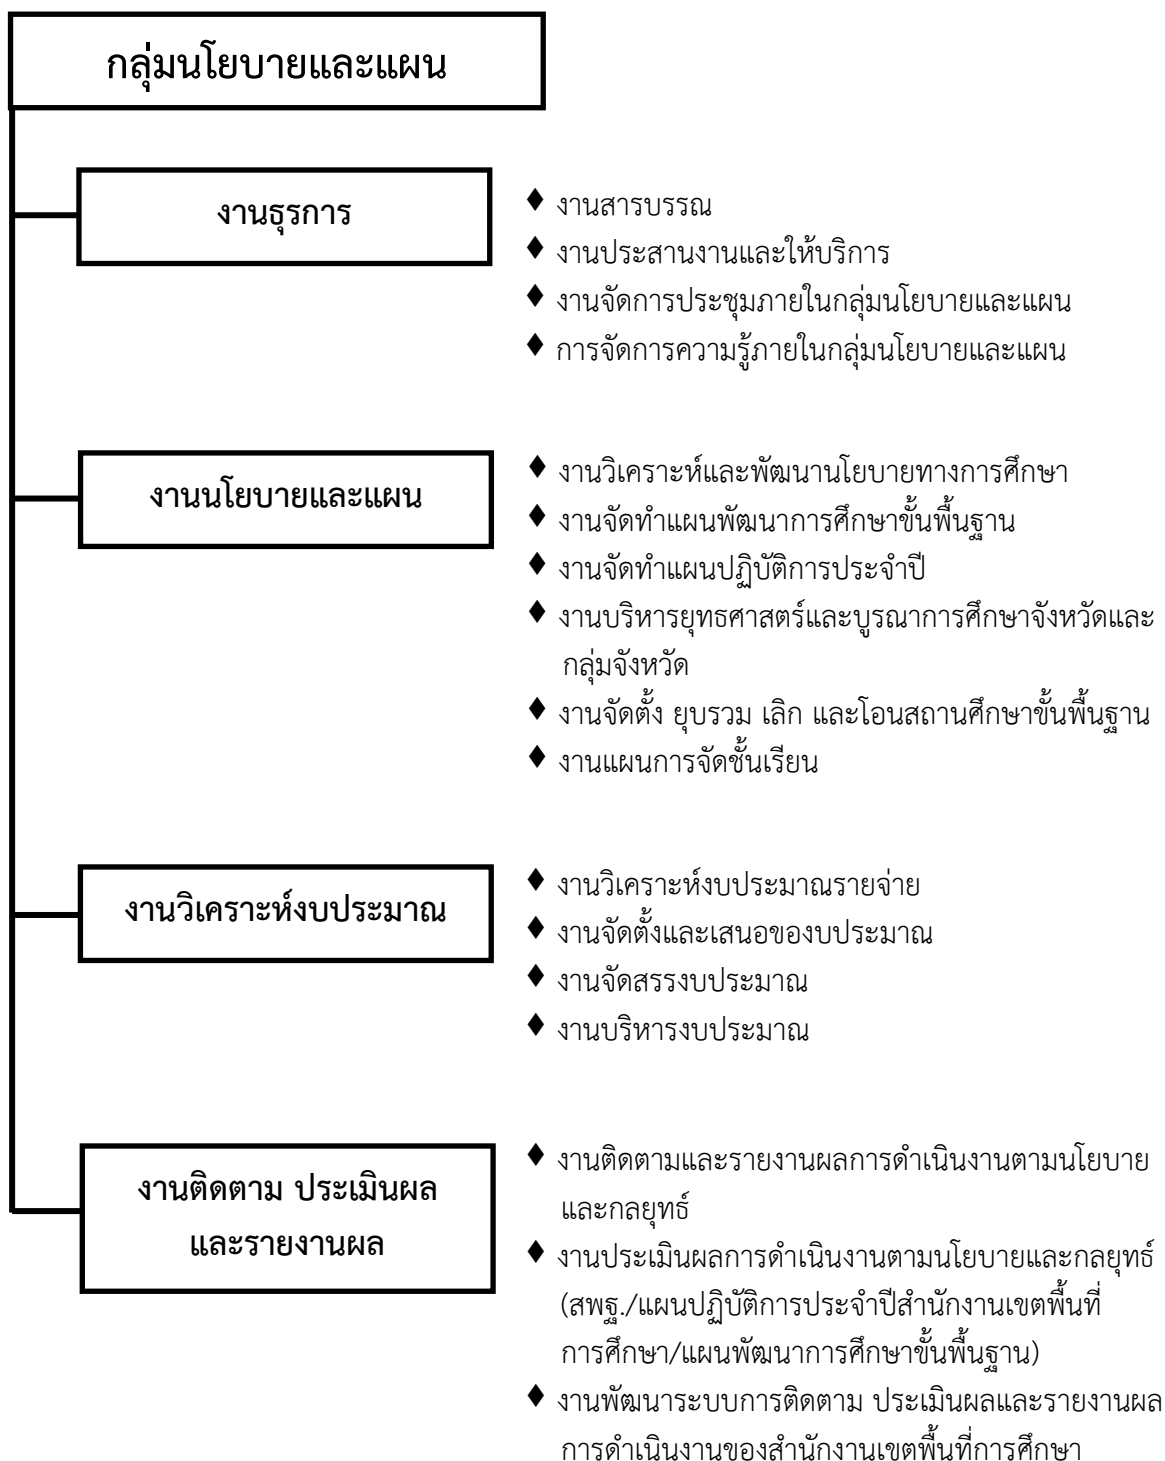 กลุ่มนโยบายและแผน
งานธุรการ
♦ งานสารบรรณ
♦ งานประสานงานและให้บริการ
♦ งานจัดการประชุมภายในกลุ่มนโยบายและแผน
♦ การจัดการความรู้ภายในกลุ่มนโยบายและแผน
งานนโยบายและแผน
♦ งานวิเคราะห์และพัฒนานโยบายทางการศึกษา
♦ งานจัดทำแผนพัฒนาการศึกษาขั้นพื้นฐาน
♦ งานจัดทำแผนปฏิบัติการประจำปี
♦ งานบริหารยุทธศาสตร์และบูรณาการศึกษาจังหวัดและ
กลุ่มจังหวัด
♦ งานจัดตั้ง ยุบรวม เลิก และโอนสถานศึกษาขั้นพื้นฐาน
♦ งานแผนการจัดชั้นเรียน
งานวิเคราะห์งบประมาณ
♦ งานวิเคราะห์งบประมาณรายจ่าย
♦ งานจัดตั้งและเสนอของบประมาณ
♦ งานจัดสรรงบประมาณ
♦ งานบริหารงบประมาณ
งานติดตาม ประเมินผล
และรายงานผล
♦ งานติดตามและรายงานผลการดำเนินงานตามนโยบาย
และกลยุทธ์
♦ งานประเมินผลการดำเนินงานตามนโยบายและกลยุทธ์
(สพฐ./แผนปฏิบัติการประจำปีสำนักงานเขตพื้นที่
การศึกษา/แผนพัฒนาการศึกษาขั้นพื้นฐาน)
♦ งานพัฒนาระบบการติดตาม ประเมินผลและรายงานผล
การดำเนินงานของสำนักงานเขตพื้นที่การศึกษา